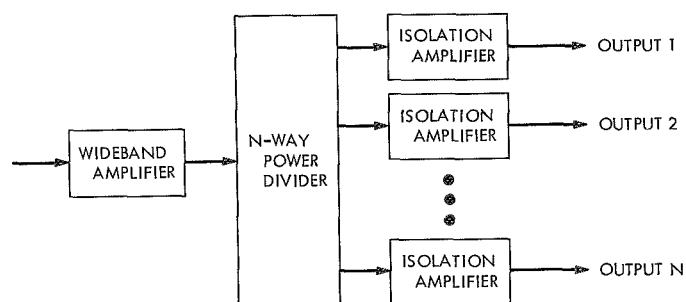 ISOLATION
AMPLIFIER
OUTPUT 1
ISOLATION
AMPLIFIER
OUTPUT 2
WIDEBAND
AMPLIFIER
N-WAY
POWER
DIVIDER
ISOLATION
AMPLIFIER
OUTPUT N